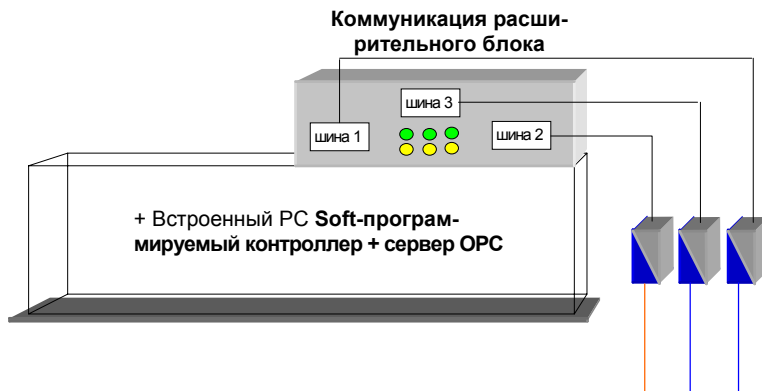 Коммуникация расши-
рительного блока
шина 3
шина 1
шина 2
+ Встроенный PC Soft-програм-
мируемый контроллер + сервер OPC